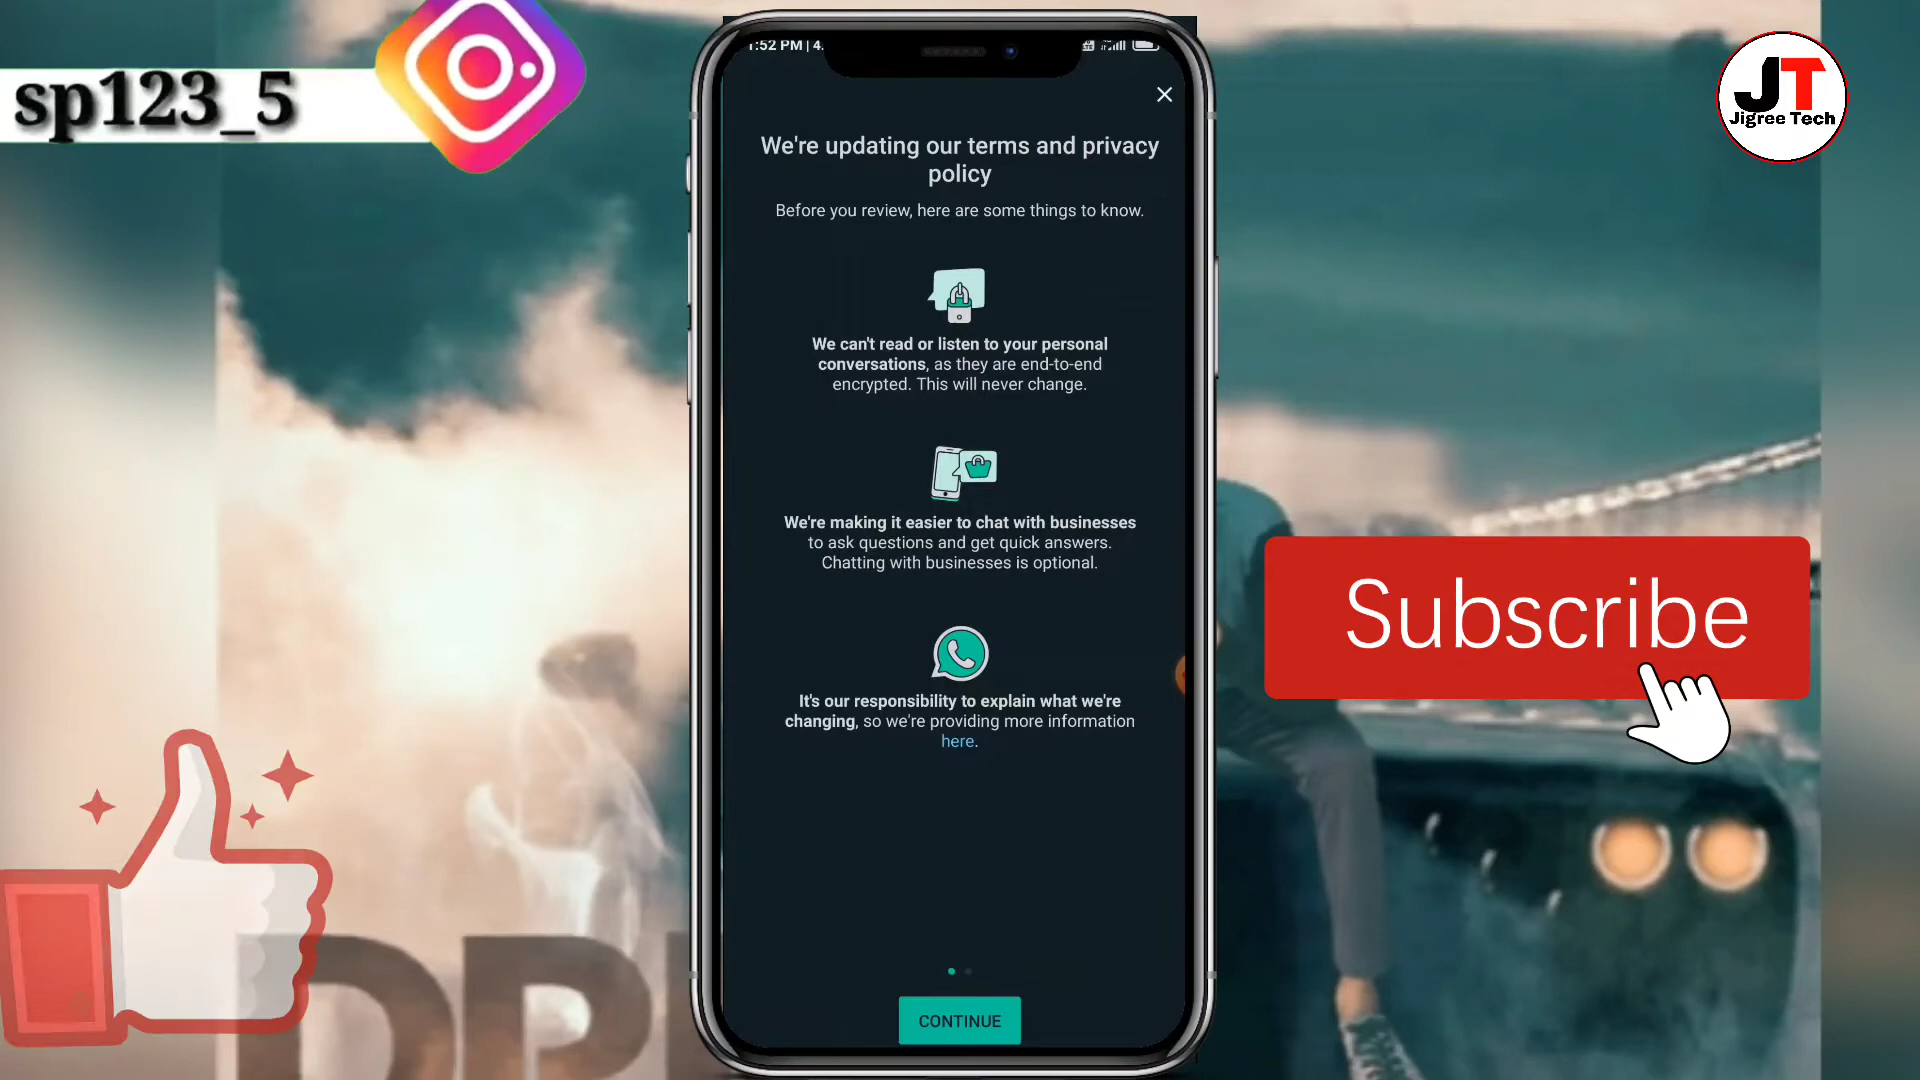 sp123_5
1:52 PM | 4.
We're updating our terms and privacy
policy
Before you review, here are some things to know.
We can't read or listen to your personal
conversations, as they are end-to-end
encrypted. This will never change.
We're making it easier to chat with businesses
to ask questions and get quick answers.
Chatting with businesses is optional.
It's our responsibility to explain what we're
changing, so we're providing more information
here.
CONTINUE
JT
Jigree Tech
Subscribe